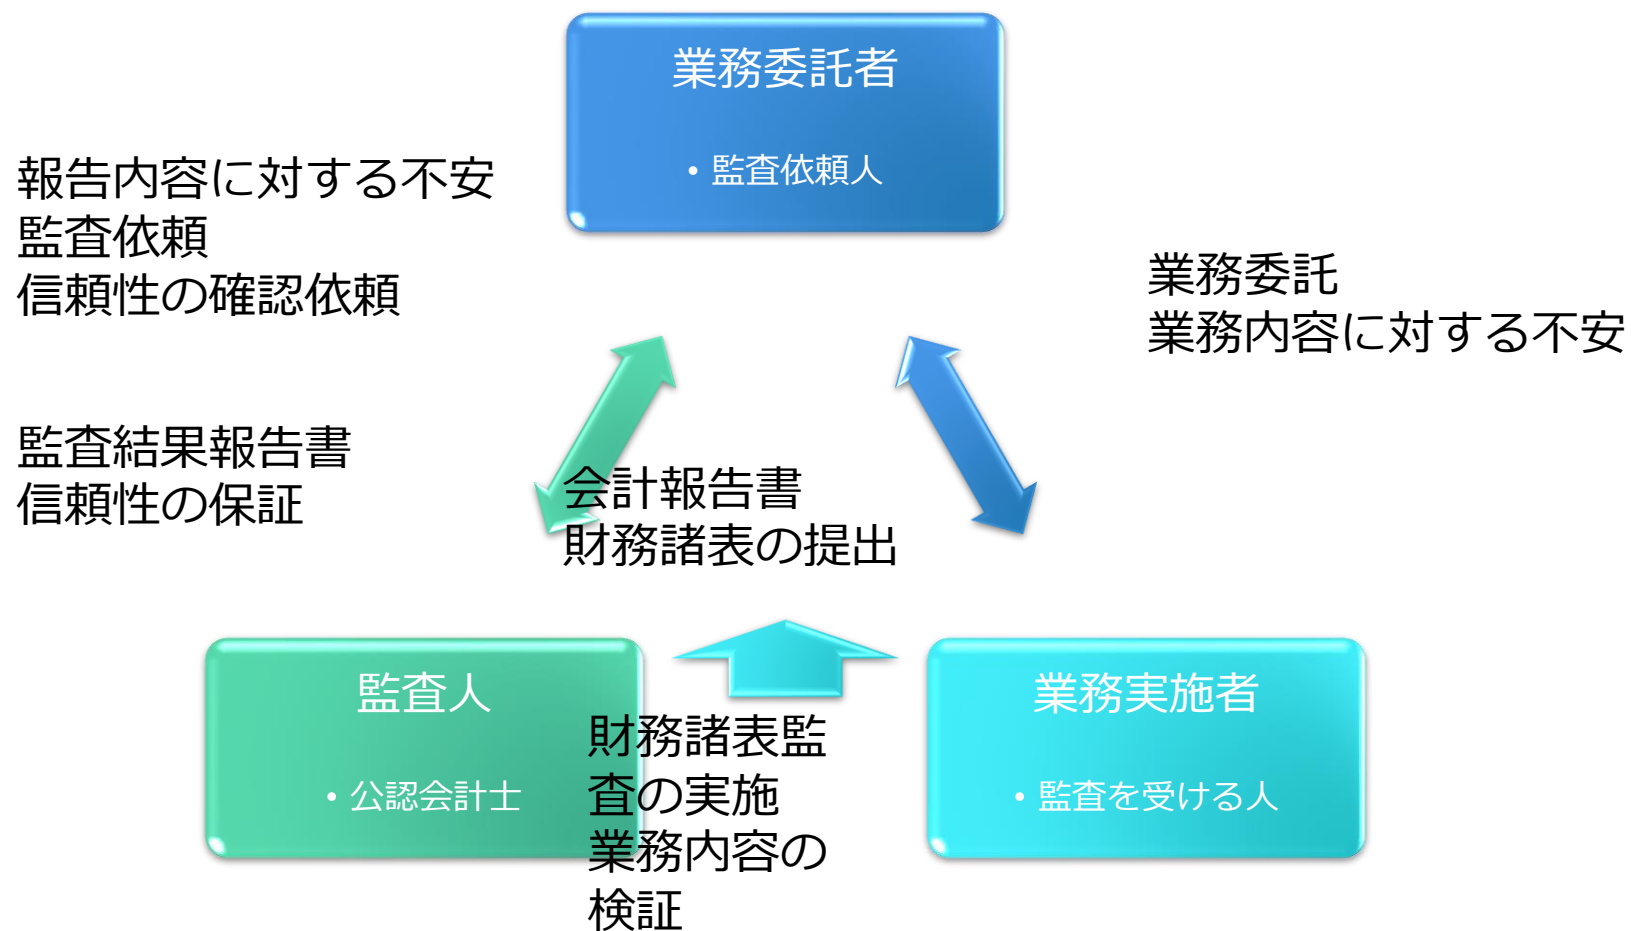 業務委託者
・監査依頼人
報告内容に対する不安
監査依頼
信頼性の確認依頼
業務委託
業務内容に対する不安
監査結果報告書
信頼性の保証
会計報告書
財務諸表の提出
監査人
・公認会計士
財務諸表監
査の実施
業務内容の
検証
業務実施者
・監査を受ける人